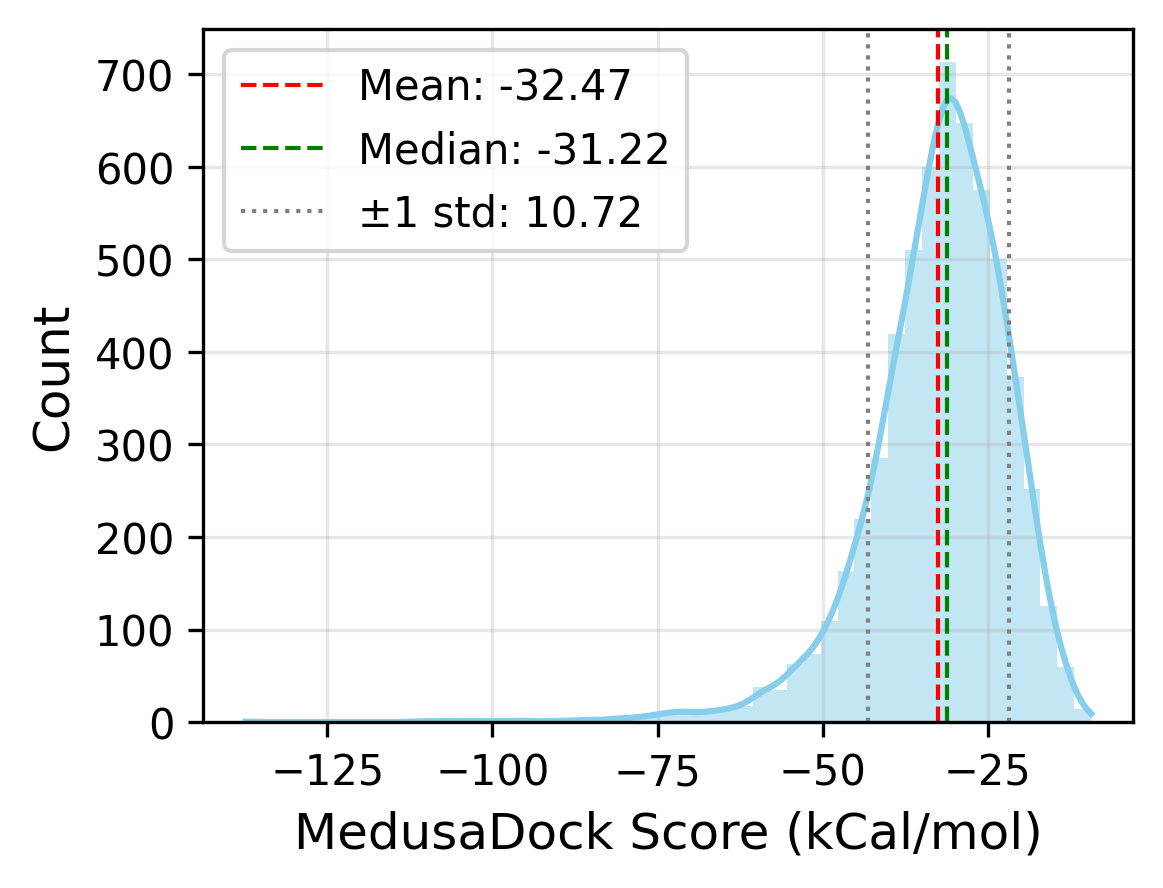 Mean: -32.47
Median: -31.22
±1 std: 10.72
Count
700
600
500
400
300
200
100
0
−125 −100 −75 −50 −25
MedusaDock Score (kCal/mol)